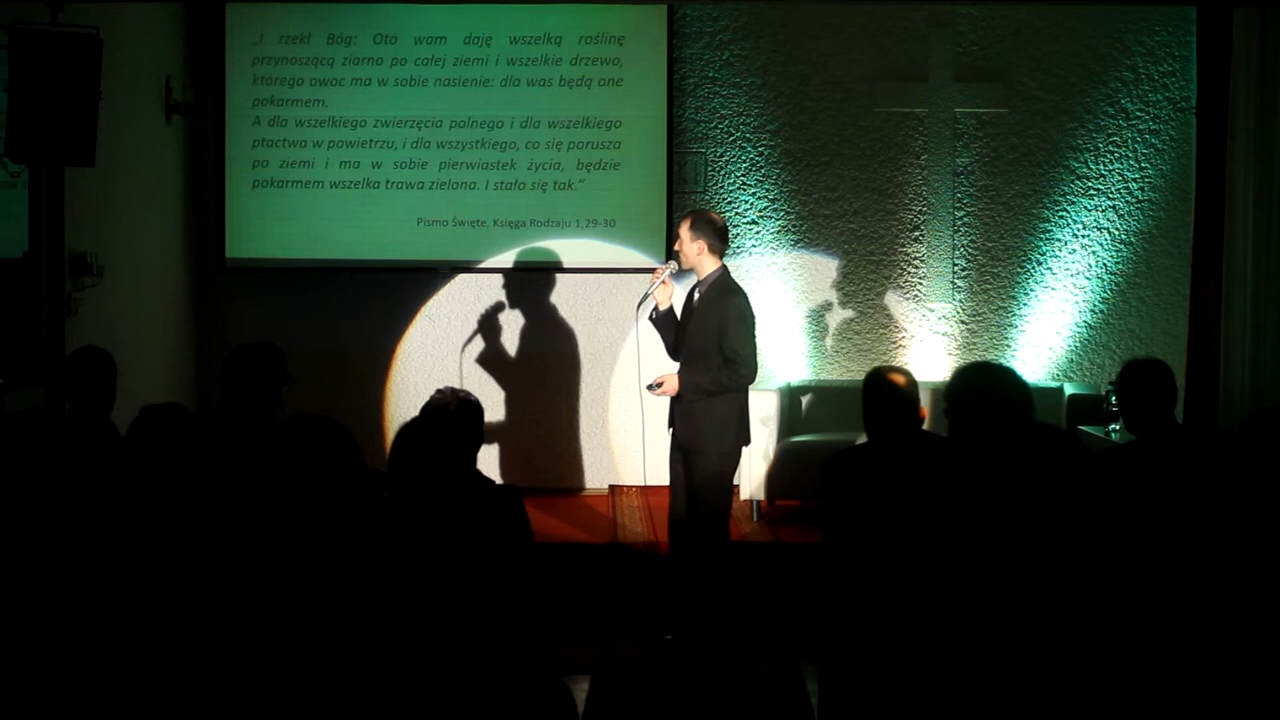 „I rzekł Bóg: Oto wam daję wszelką roślinę
przynoszącą ziarno po całej ziemi i wszelkie drzewo,
którego owoc ma w sobie nasienie: dla was będą one
pokarmem.
A dla wszelkiego zwierzęcia polnego i dla wszelkiego
ptactwa w powietrzu, i dla wszystkiego, co się porusza
po ziemi i ma w sobie pierwiastek życia, będzie
pokarmem wszelka trawa zielona. I stało się tak.”
Pismo Święte, Księga Rodzaju 1,29-30